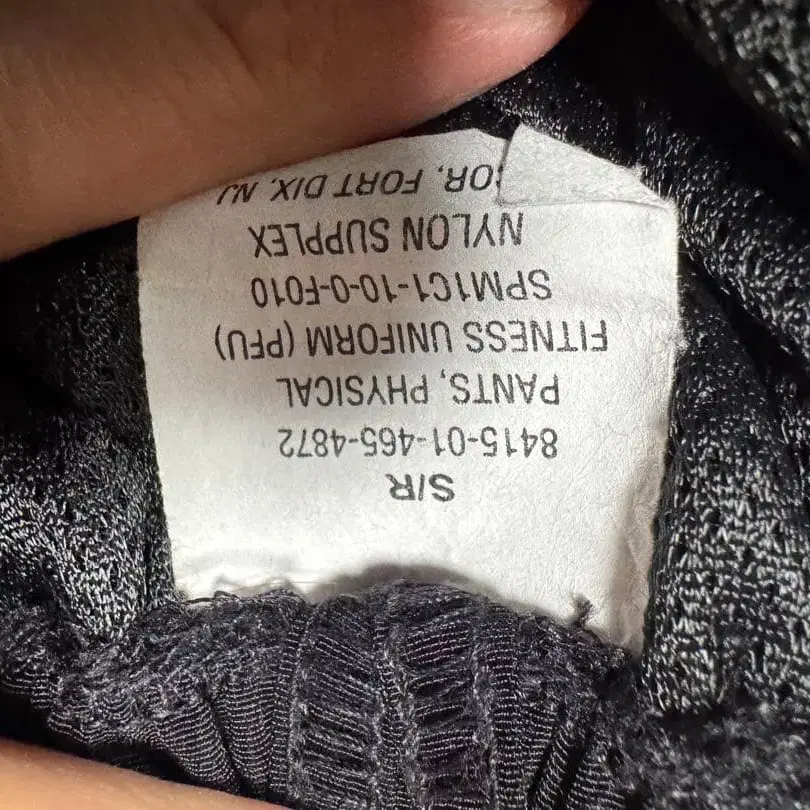 S/R
8415-01-465-4872
PANTS, PHYSICAL
FITNESS UNIFORM (PFU)
SPM1C1-10-0-F010
NYLON SUPPLEX
FORT DIX, NJ